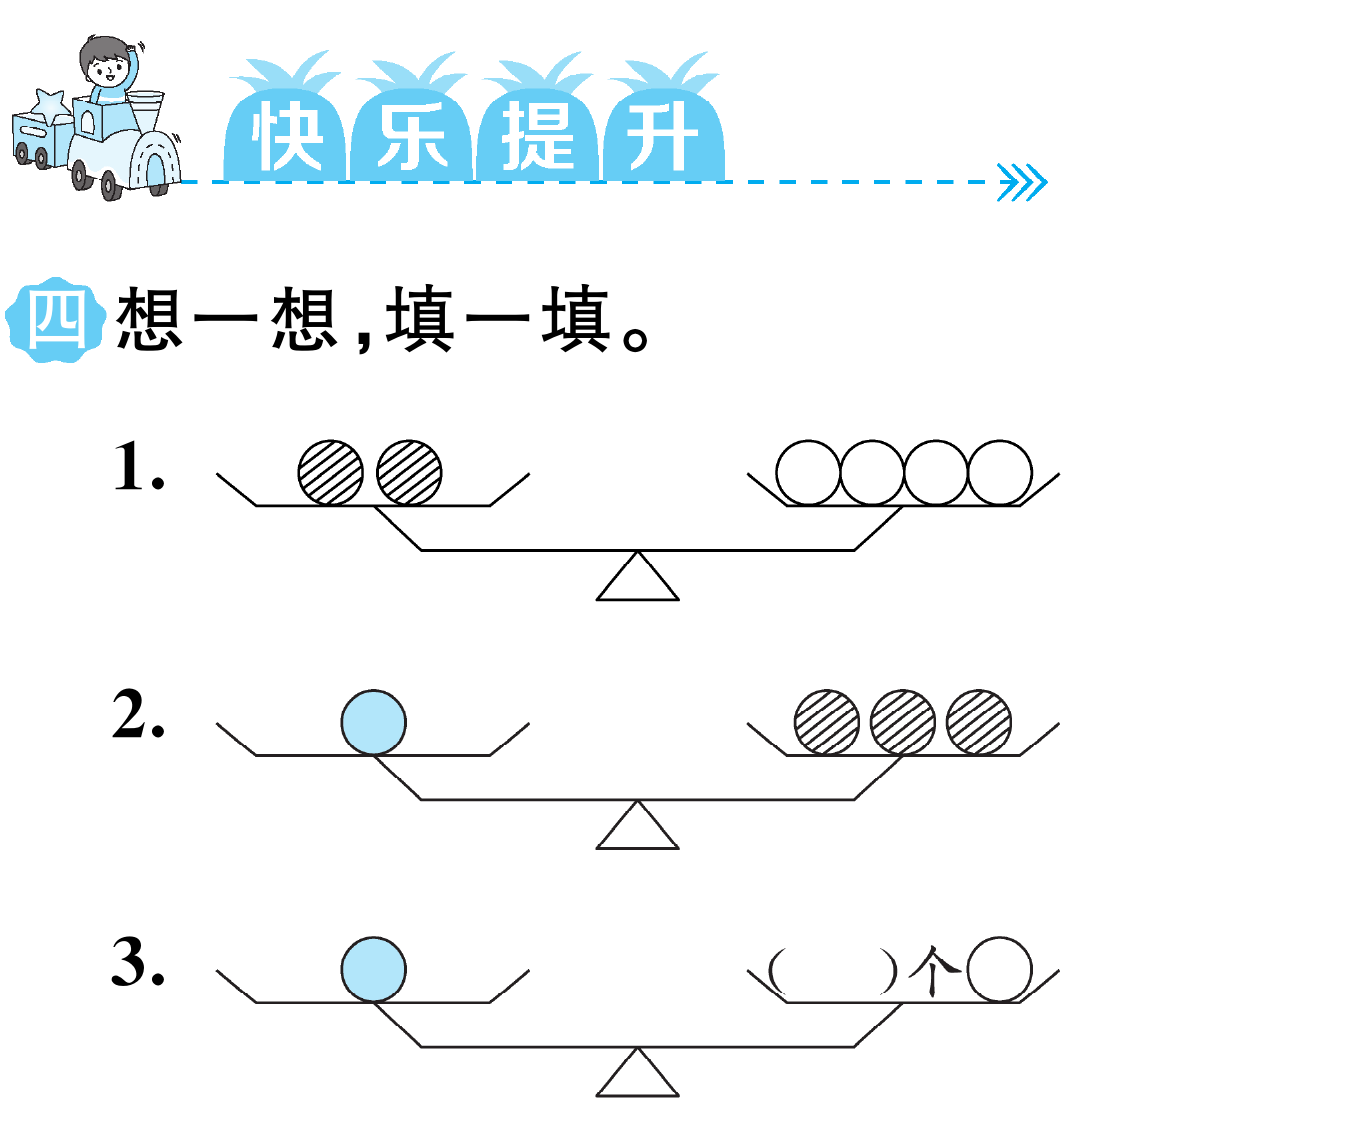 快乐提升
四 想一想,填一填。
1.
2.
3.
( )个